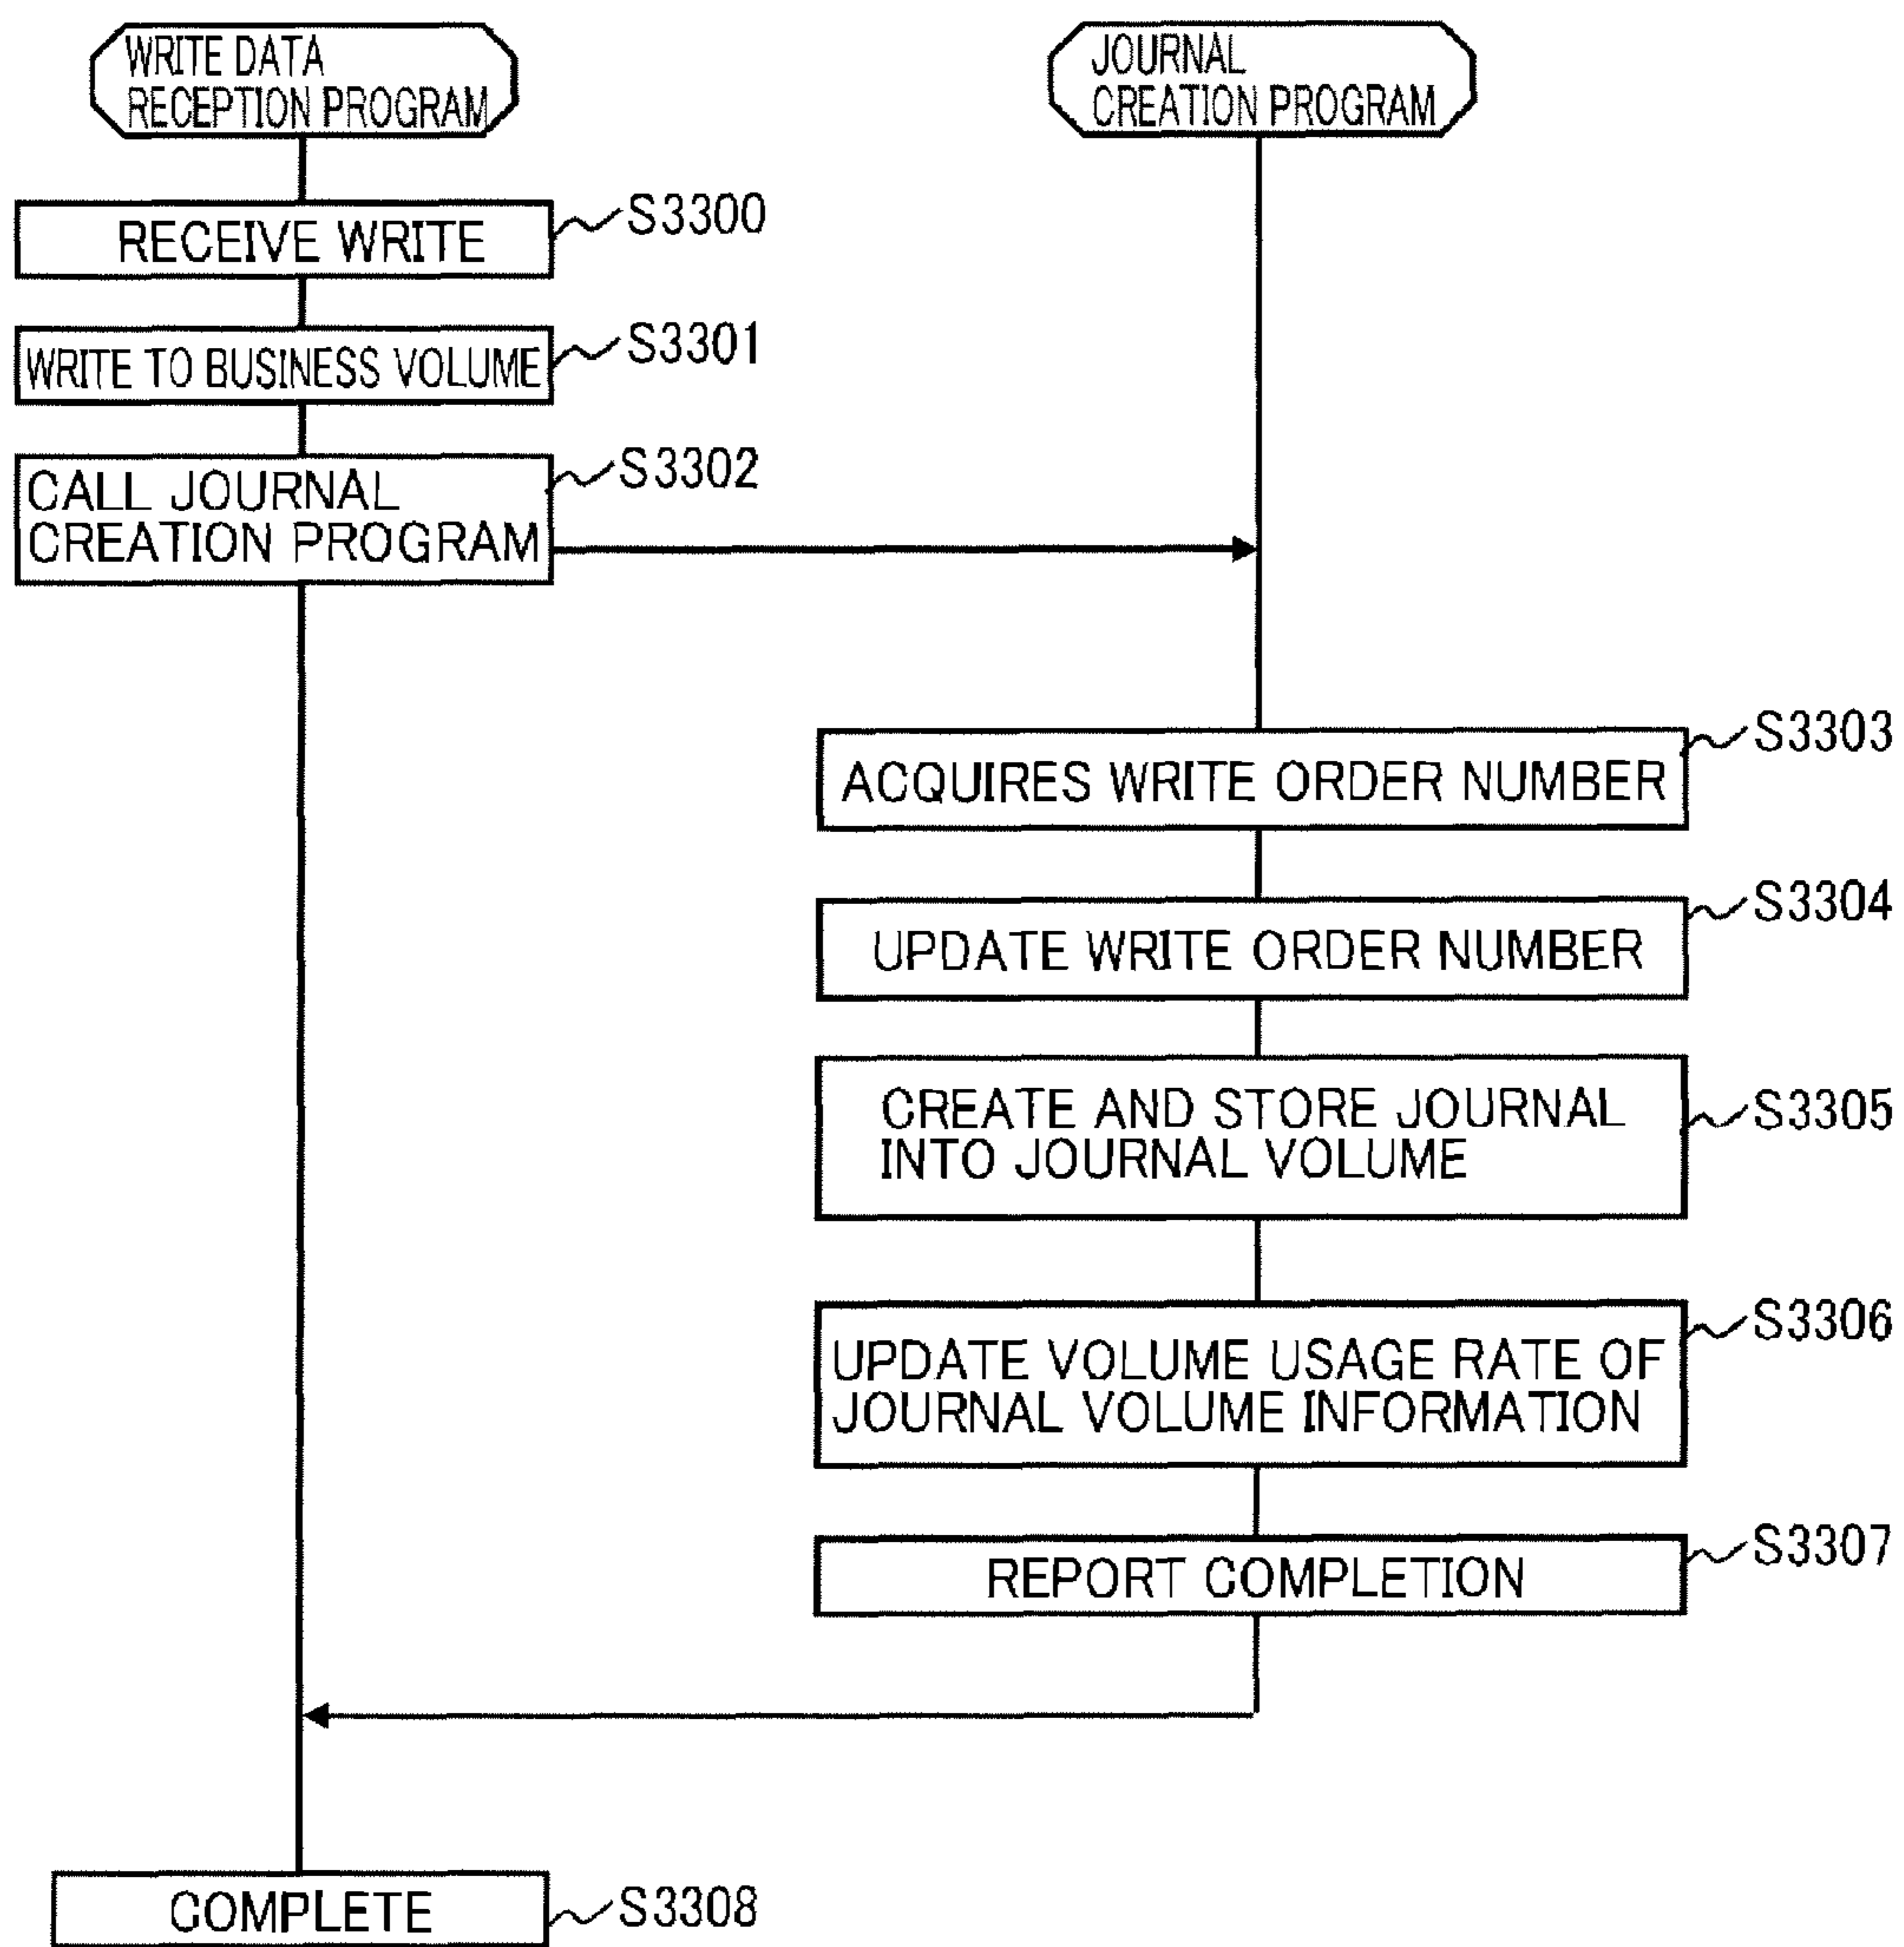 WRITE DATA
RECEPTION PROGRAM
JOURNAL
CREATION PROGRAM
RECEIVE WRITE
S3300
WRITE TO BUSINESS VOLUME
S3301
CALL JOURNAL
CREATION PROGRAM
S3302
ACQUIRES WRITE ORDER NUMBER
S3303
UPDATE WRITE ORDER NUMBER
S3304
CREATE AND STORE JOURNAL
INTO JOURNAL VOLUME
S3305
UPDATE VOLUME USAGE RATE OF
JOURNAL VOLUME INFORMATION
S3306
REPORT COMPLETION
S3307
COMPLETE
S3308